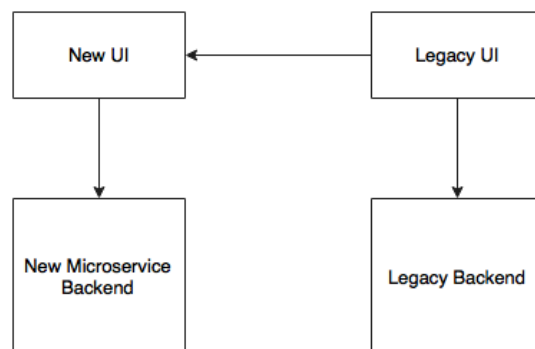 New UI
Legacy UI
New Microservice
Backend
Legacy Backend